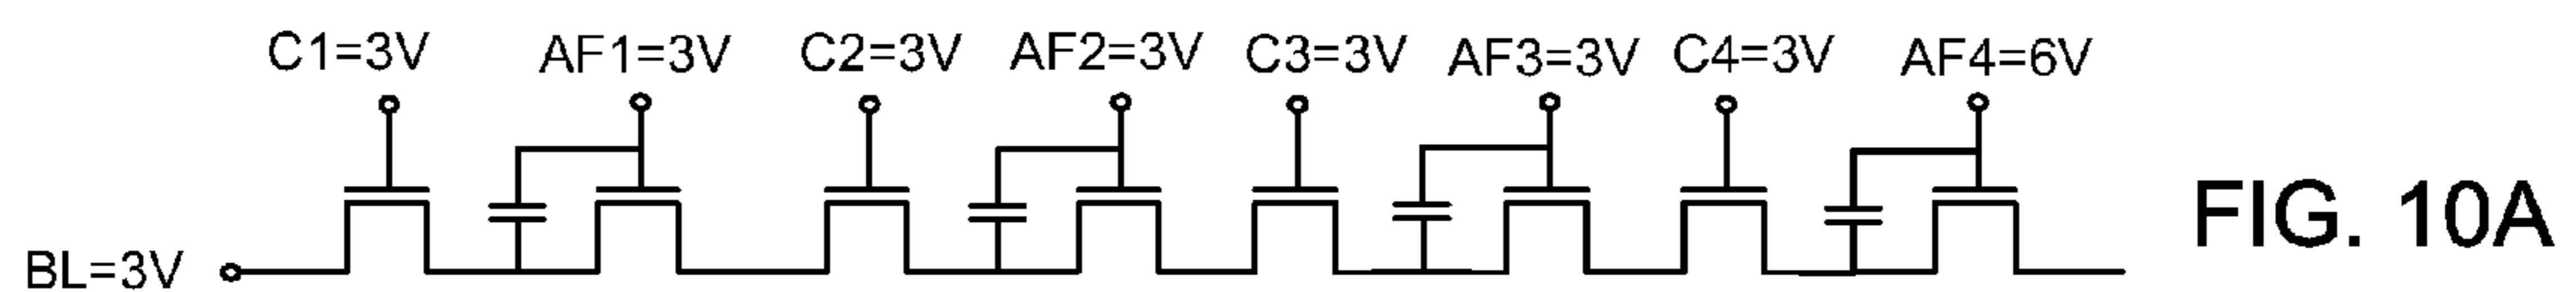 C1=3V AF1=3V C2=3V AF2=3V C3=3V AF3=3V C4=3V AF4=6V
FIG. 10A
BL=3V